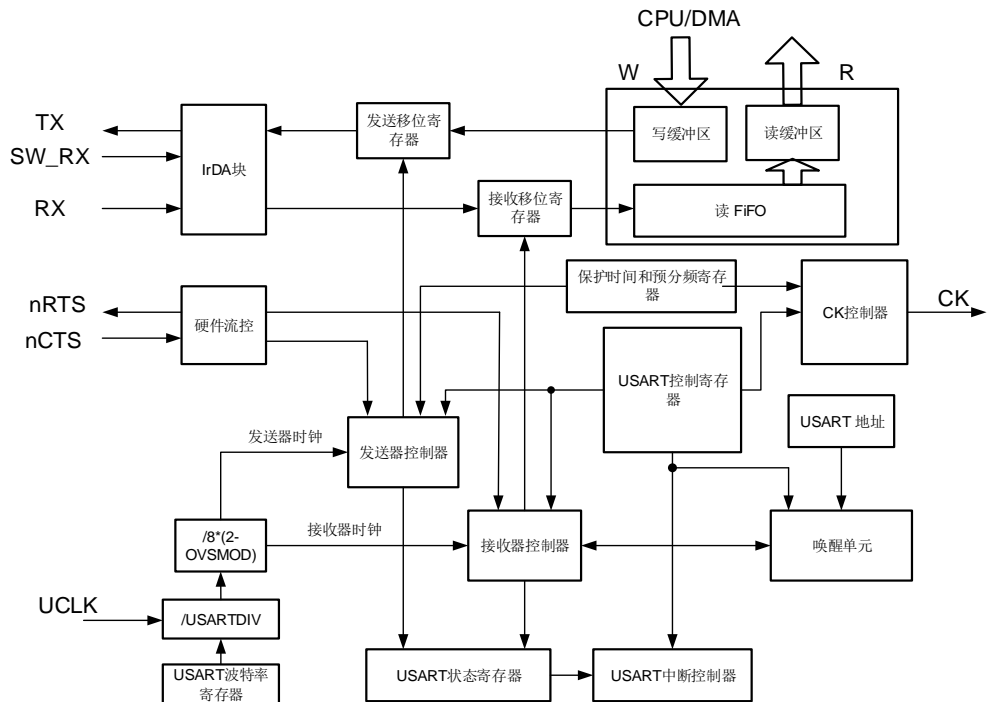 CPU/DMA
W
R
TX
SW_RX
RX
IrDA块
发送移位寄
存器
写缓冲区
读缓冲区
接收移位寄
存器
读 FiFO
nRTS
nCTS
硬件流控
保护时间和预分频寄存
器
CK控制器
CK
USART控制寄存
器
USART 地址
发送器时钟
发送器控制器
/8*(2-
OVSMOD)
接收器时钟
接收器控制器
唤醒单元
UCLK
/USARTDIV
USART波特率
寄存器
USART状态寄存器
USART中断控制器